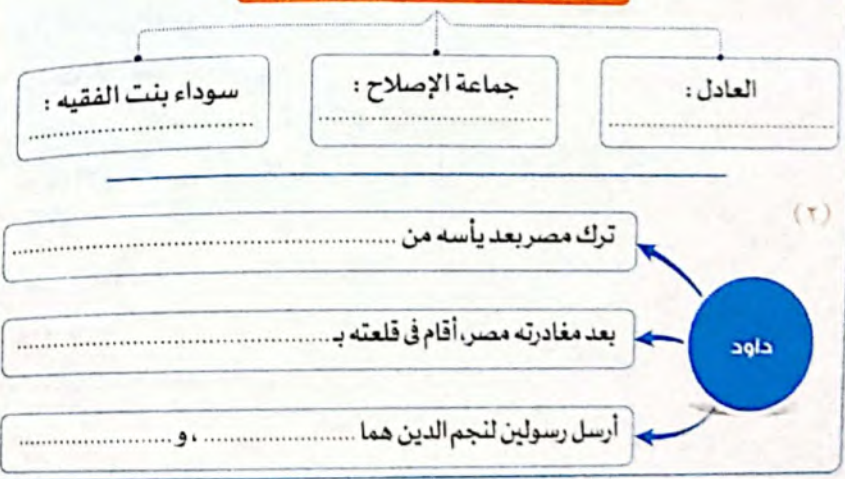 العادل : ..............................
جماعة الإصلاح : ..............................
سوداء بنت الفقيه : ..............................
(٢)
داود
ترك مصر بعد يأسه من ..............................
بعد مغادرته مصر، أقام فى قلعته بـ ..............................
أرسل رسولين لنجم الدين هما ..................... ، و .....................